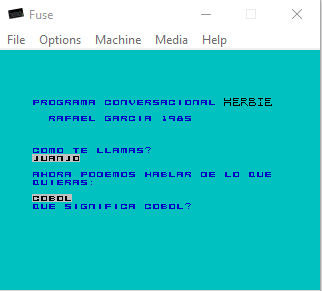 Fuse
File Options Machine Media Help
PROGRAMA CONVERSACIONAL HERBIE
RAFAEL GARCIA 1985
COMO TE LLAMAS?
JUANJO
AHORA PODEMOS HABLAR DE LO QUE
QUIERAS:
COBOL
QUE SIGNIFICA COBOL?